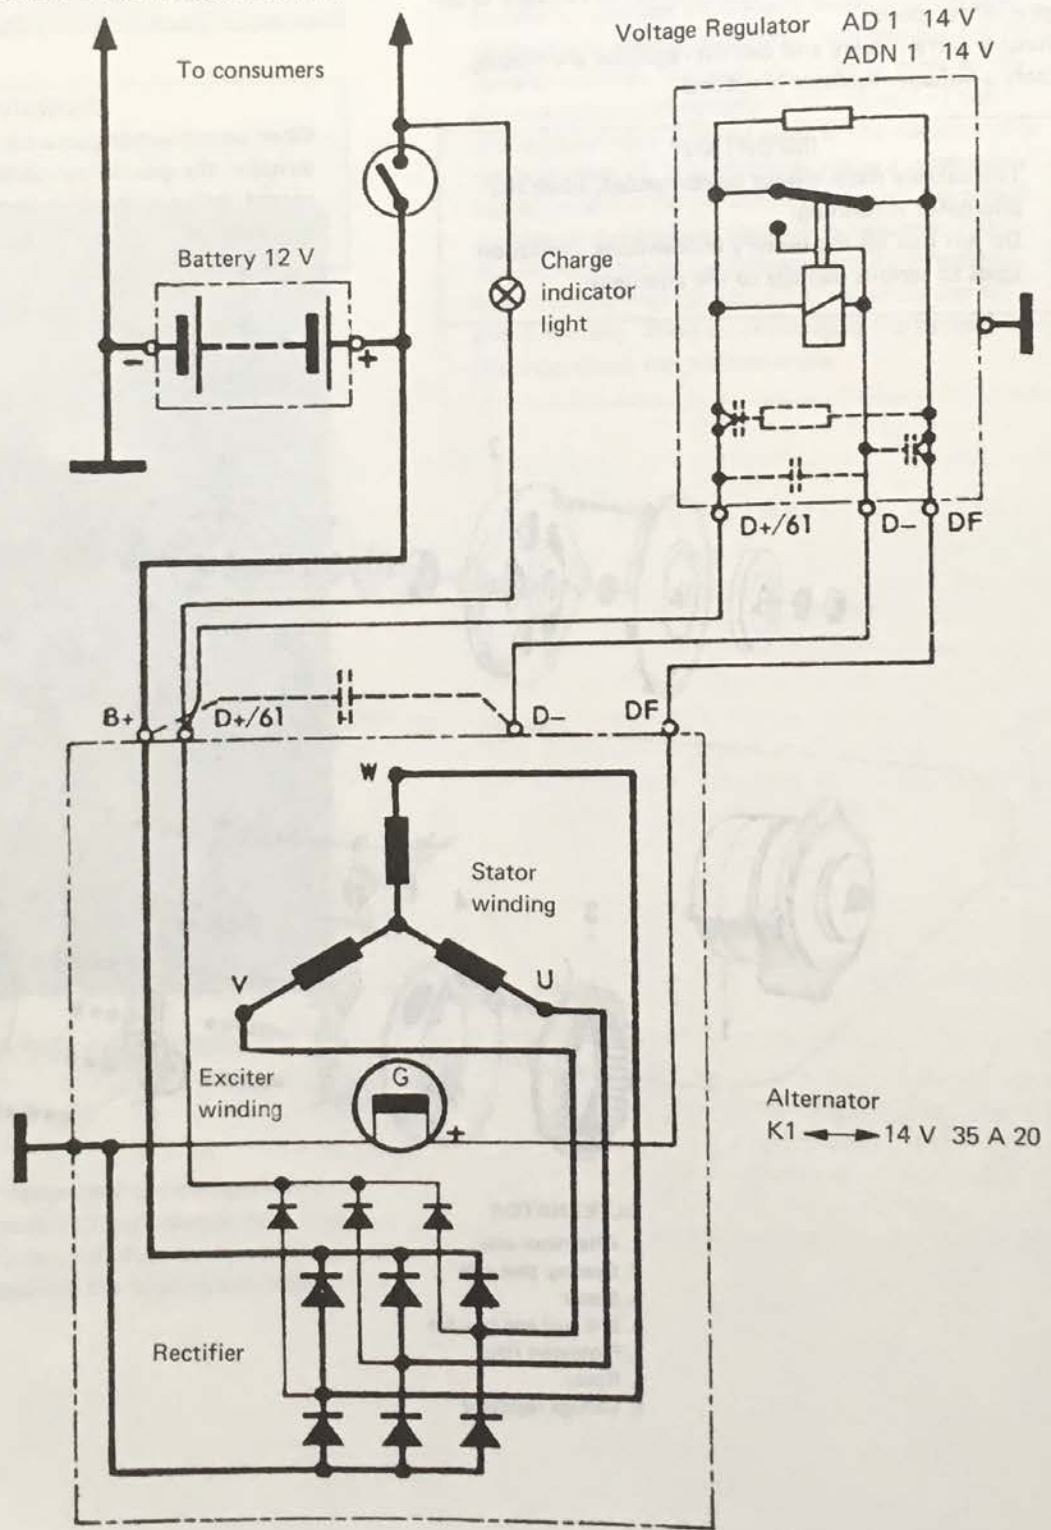 Voltage Regulator AD 1 14 V
ADN 1 14 V
To consumers
Battery 12 V
- +
Charge
indicator
light
D+/61 D− DF
B+ D+/61 D− DF
W
Stator
winding
V U
Exciter
winding
G
+
Alternator
K1 ◄—► 14 V 35 A 20
Rectifier